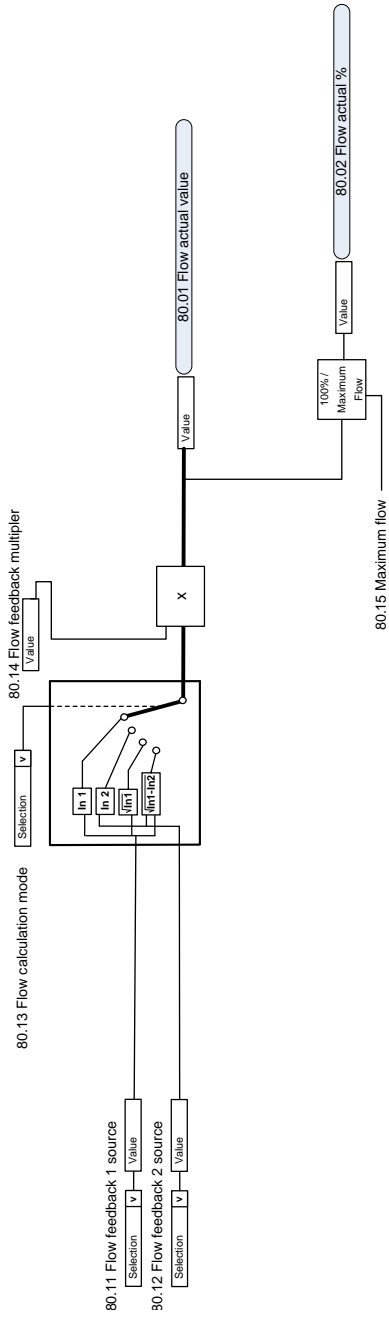 80.11 Flow feedback 1 source
Selection
v
Value
80.12 Flow feedback 2 source
Selection
v
Value
80.13 Flow calculation mode
Selection
v
In 1
In 2
√In1
√In1-In2
80.14 Flow feedback multipler
Value
X
Value
80.01 Flow actual value
80.15 Maximum flow
100% /
Maximum
Flow
Value
80.02 Flow actual %